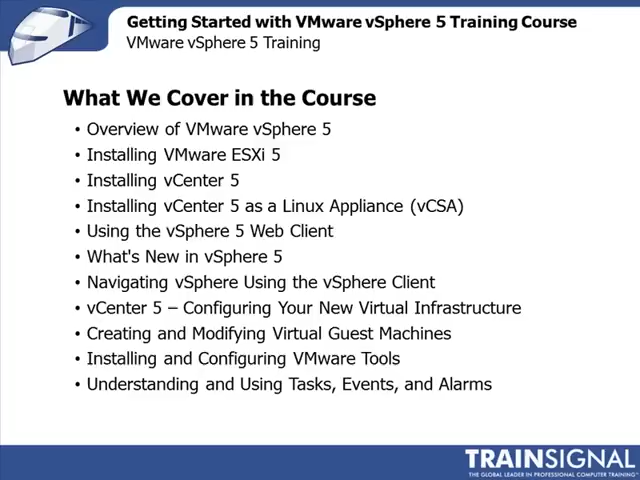 Getting Started with VMware vSphere 5 Training Course
VMware vSphere 5 Training
What We Cover in the Course
• Overview of VMware vSphere 5
• Installing VMware ESXi 5
• Installing vCenter 5
• Installing vCenter 5 as a Linux Appliance (vCSA)
• Using the vSphere 5 Web Client
• What's New in vSphere 5
• Navigating vSphere Using the vSphere Client
• vCenter 5 – Configuring Your New Virtual Infrastructure
• Creating and Modifying Virtual Guest Machines
• Installing and Configuring VMware Tools
• Understanding and Using Tasks, Events, and Alarms
TRAINSIGNAL
THE GLOBAL LEADER IN PROFESSIONAL COMPUTER TRAINING™